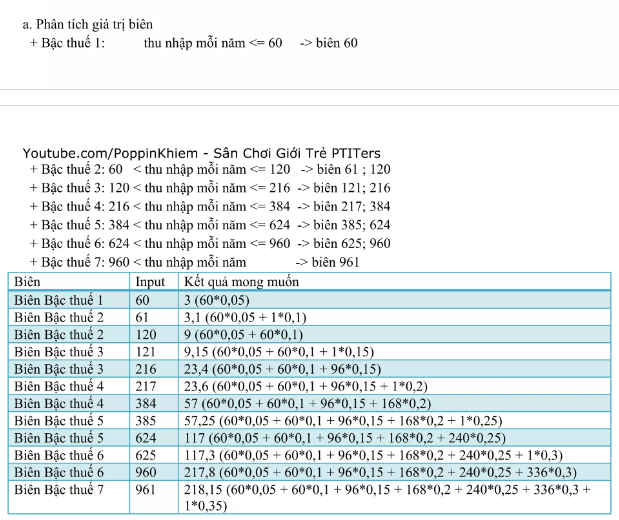 a. Phân tích giá trị biên
+ Bậc thuế 1: thu nhập mỗi năm <= 60 -> biên 60
Youtube.com/PoppinKhiem - Sân Chơi Giới Trẻ PTITers
+ Bậc thuế 2: 60 < thu nhập mỗi năm <= 120 -> biên 61 ; 120
+ Bậc thuế 3: 120 < thu nhập mỗi năm <= 216 -> biên 121; 216
+ Bậc thuế 4: 216 < thu nhập mỗi năm <= 384 -> biên 217; 384
+ Bậc thuế 5: 384 < thu nhập mỗi năm <= 624 -> biên 385; 624
+ Bậc thuế 6: 624 < thu nhập mỗi năm <= 960 -> biên 625; 960
+ Bậc thuế 7: 960 < thu nhập mỗi năm -> biên 961
Biên Input Kết quả mong muốn
Biên Bậc thuế 1 60 3 (60*0,05)
Biên Bậc thuế 2 61 3,1 (60*0,05 + 1*0,1)
Biên Bậc thuế 2 120 9 (60*0,05 + 60*0,1)
Biên Bậc thuế 3 121 9,15 (60*0,05 + 60*0,1 + 1*0,15)
Biên Bậc thuế 3 216 23,4 (60*0,05 + 60*0,1 + 96*0,15)
Biên Bậc thuế 4 217 23,6 (60*0,05 + 60*0,1 + 96*0,15 + 1*0,2)
Biên Bậc thuế 4 384 57 (60*0,05 + 60*0,1 + 96*0,15 + 168*0,2)
Biên Bậc thuế 5 385 57,25 (60*0,05 + 60*0,1 + 96*0,15 + 168*0,2 + 1*0,25)
Biên Bậc thuế 5 624 117 (60*0,05 + 60*0,1 + 96*0,15 + 168*0,2 + 240*0,25)
Biên Bậc thuế 6 625 117,3 (60*0,05 + 60*0,1 + 96*0,15 + 168*0,2 + 240*0,25 + 1*0,3)
Biên Bậc thuế 6 960 217,8 (60*0,05 + 60*0,1 + 96*0,15 + 168*0,2 + 240*0,25 + 336*0,3)
Biên Bậc thuế 7 961 218,15 (60*0,05 + 60*0,1 + 96*0,15 + 168*0,2 + 240*0,25 + 336*0,3 +
1*0,35)